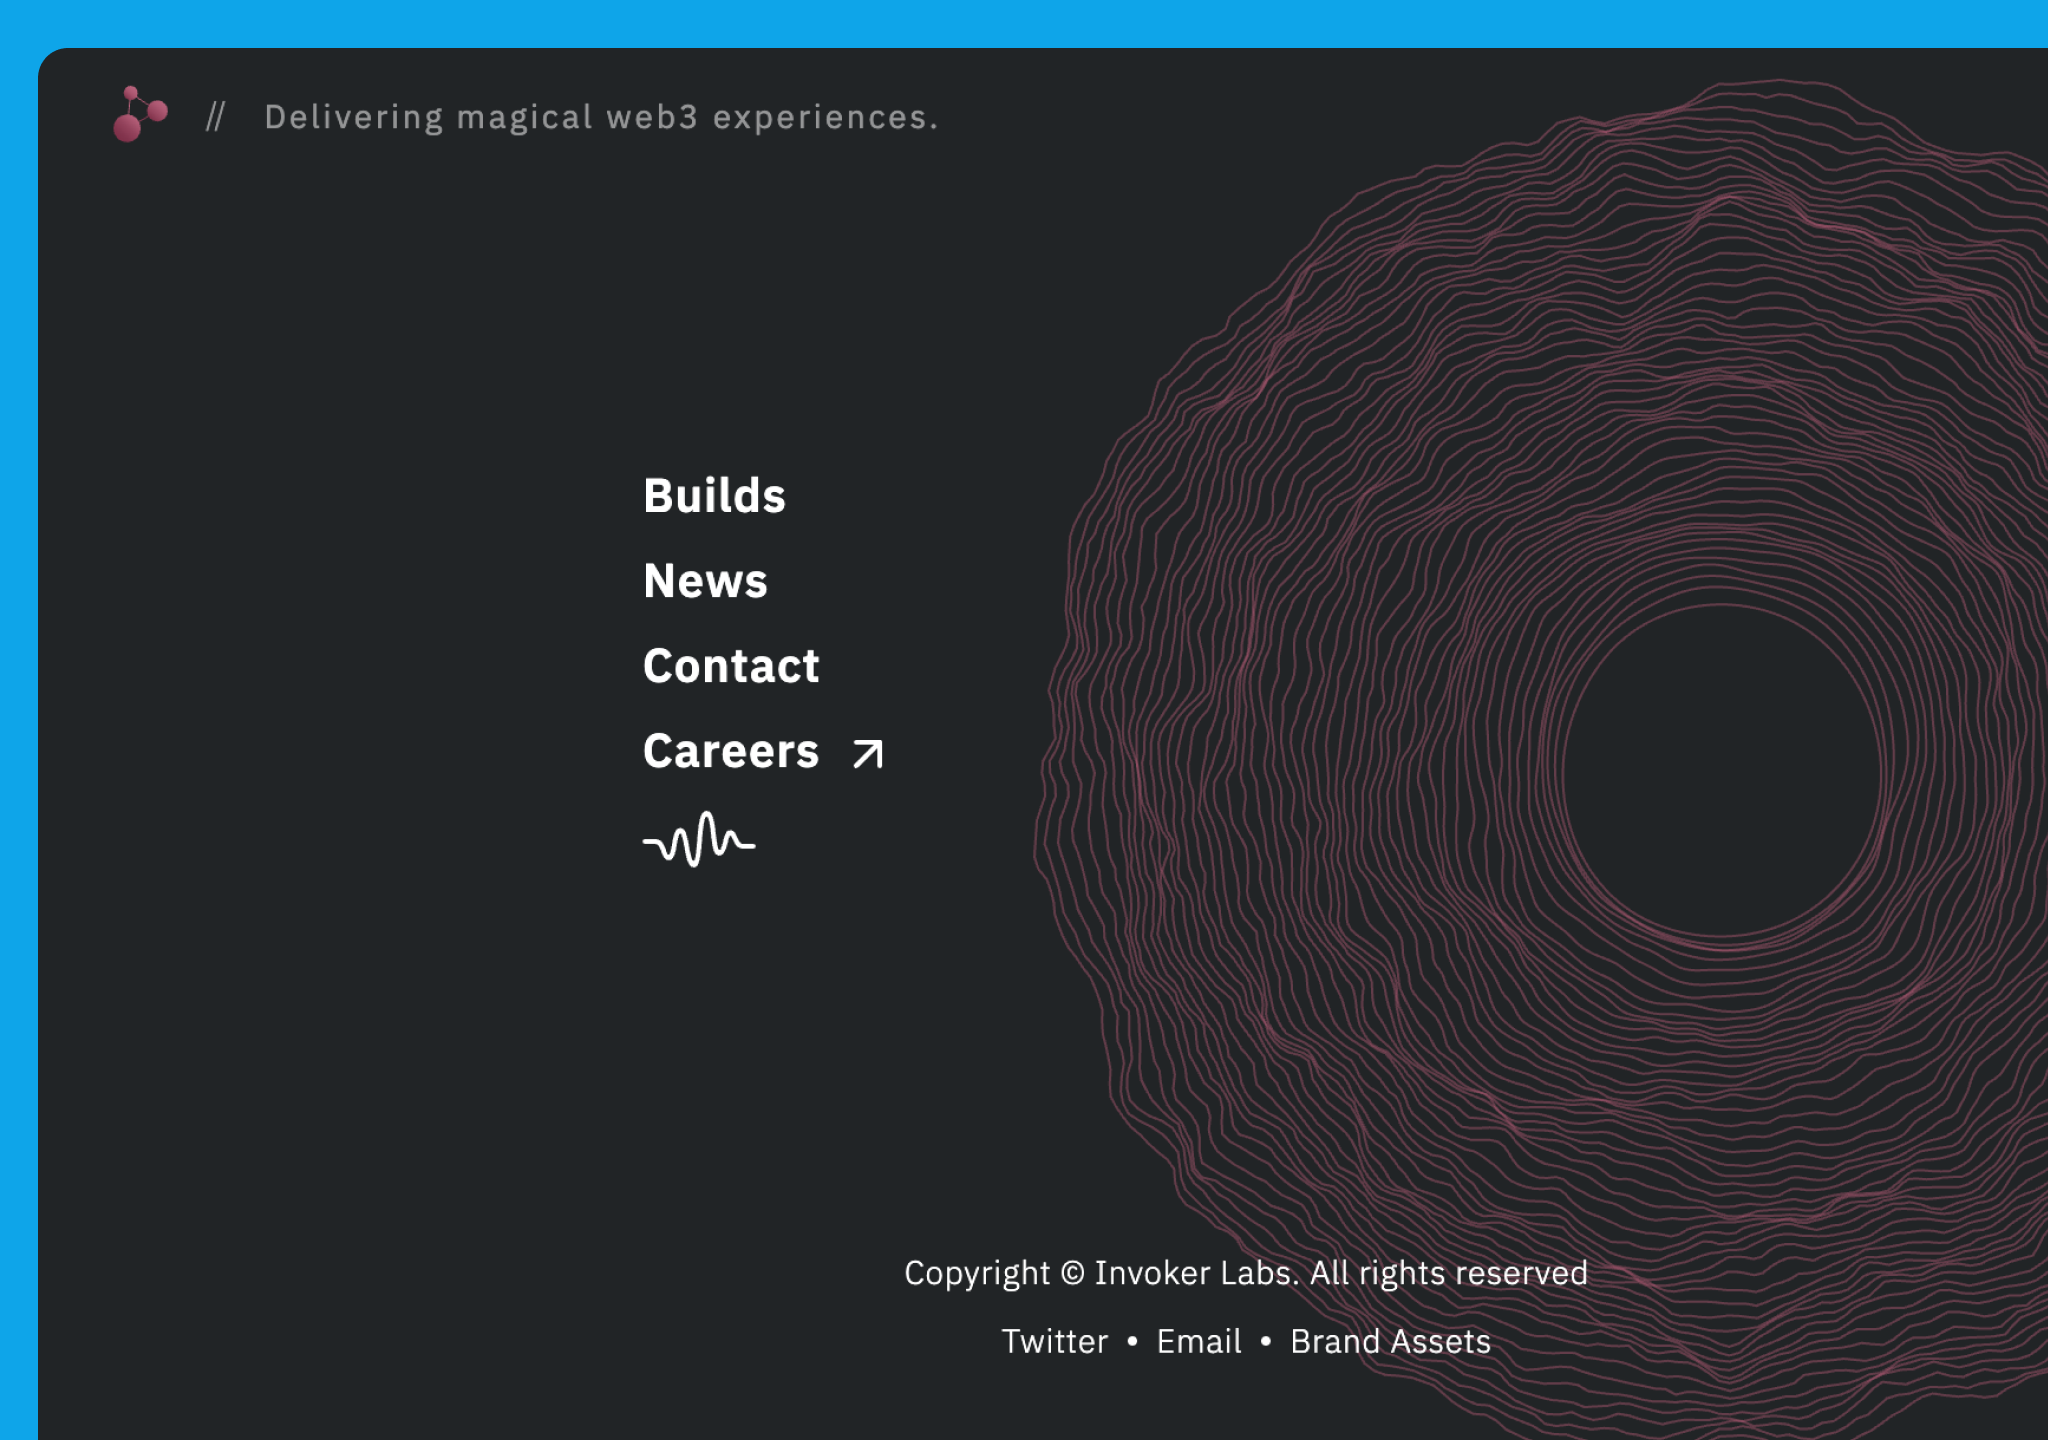 // Delivering magical web3 experiences.
Builds
News
Contact
Careers
Copyright © Invoker Labs. All rights reserved
Twitter • Email • Brand Assets